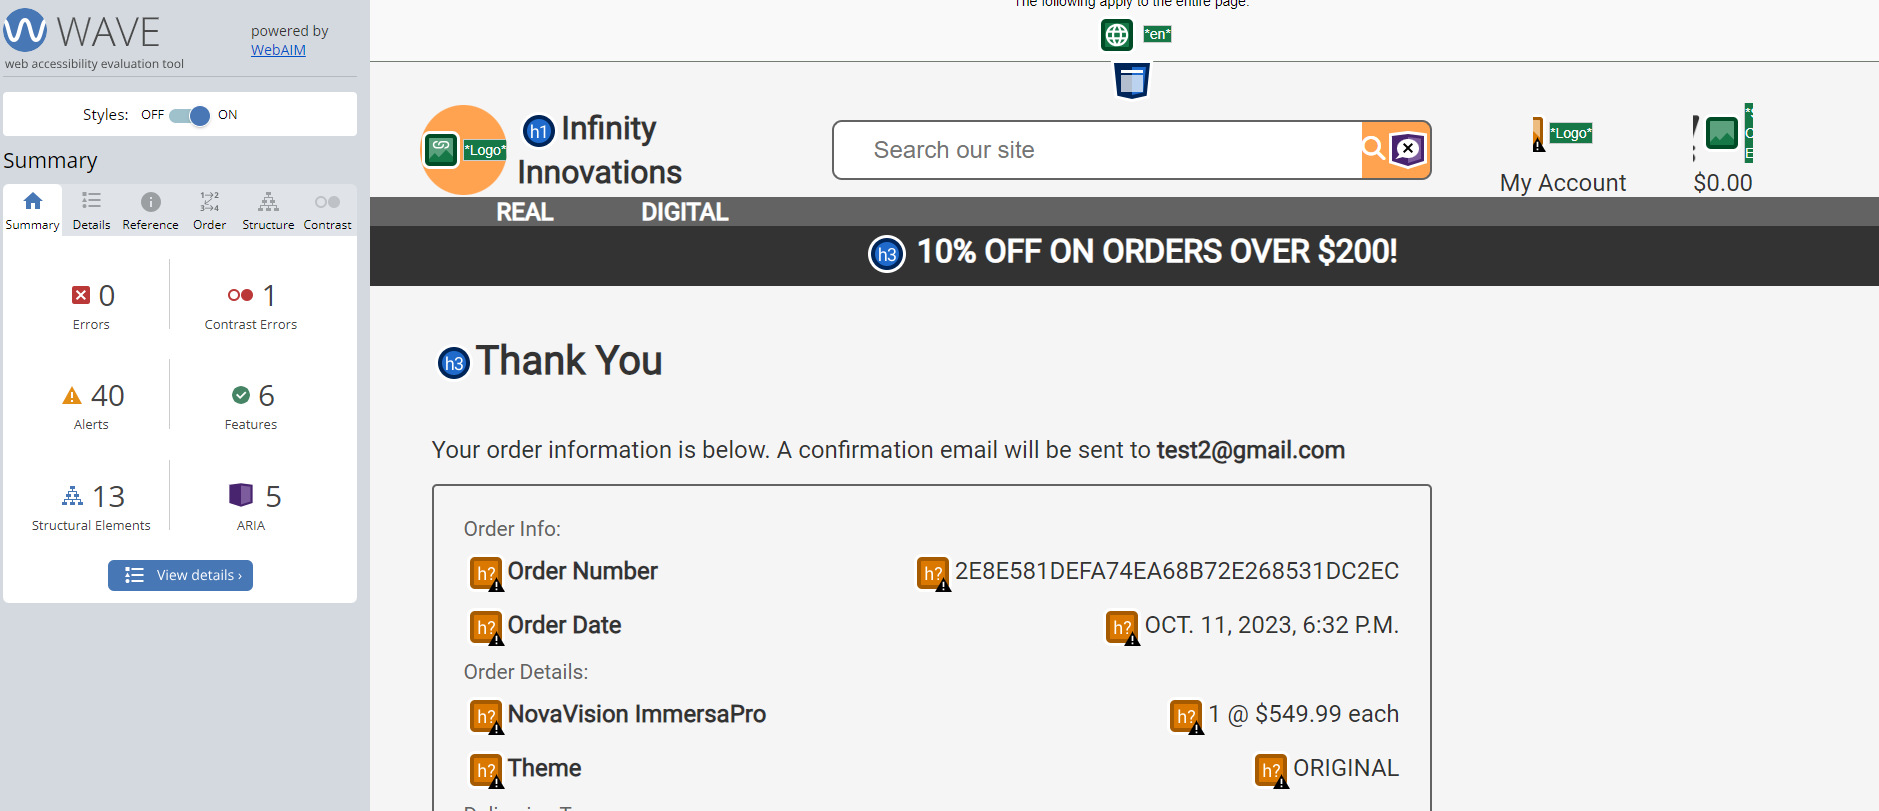 WAVE
powered by
WebAIM
web accessibility evaluation tool
Styles: OFF ON
Summary
Summary Details Reference Order Structure Contrast
0
Errors
1
Contrast Errors
40
Alerts
6
Features
13
Structural Elements
5
ARIA
View details ›
The following apply to the entire page:
*en*
*Logo*
h1 Infinity
Innovations
Search our site
*Logo*
My Account
$0.00
REAL DIGITAL
h3 10% OFF ON ORDERS OVER $200!
h3 Thank You
Your order information is below. A confirmation email will be sent to test2@gmail.com
Order Info:
h? Order Number h? 2E8E581DEFA74EA68B72E268531DC2EC
h? Order Date h? OCT. 11, 2023, 6:32 P.M.
Order Details:
h? NovaVision ImmersaPro h? 1 @ $549.99 each
h? Theme h? ORIGINAL